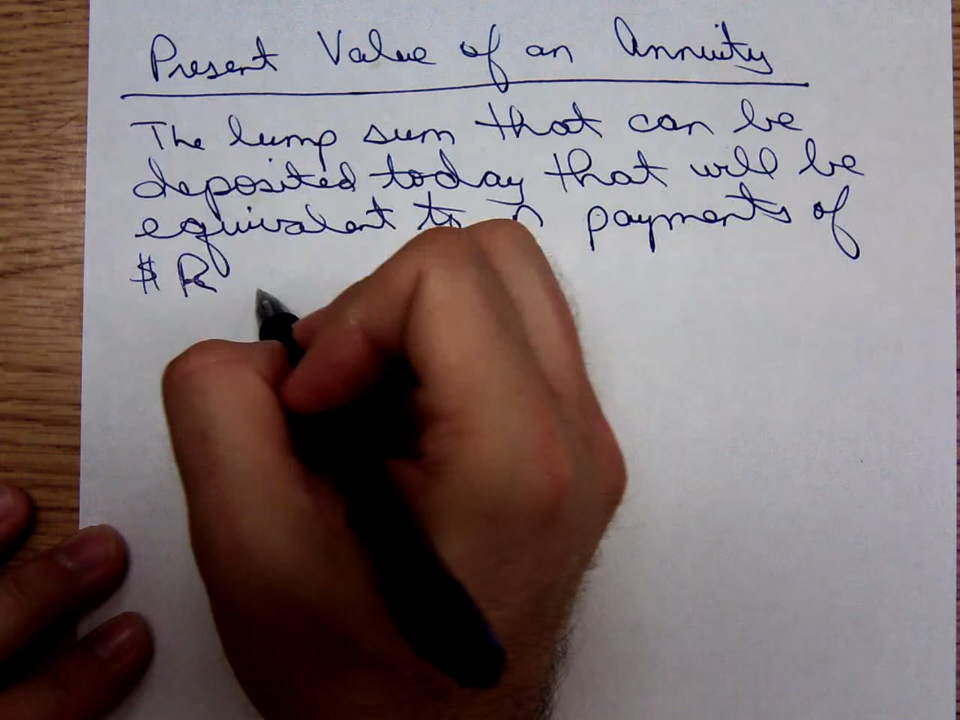 Present Value of an Annuity
The lump sum that can be
deposited today that will be
equivalent to n payments of
$ R